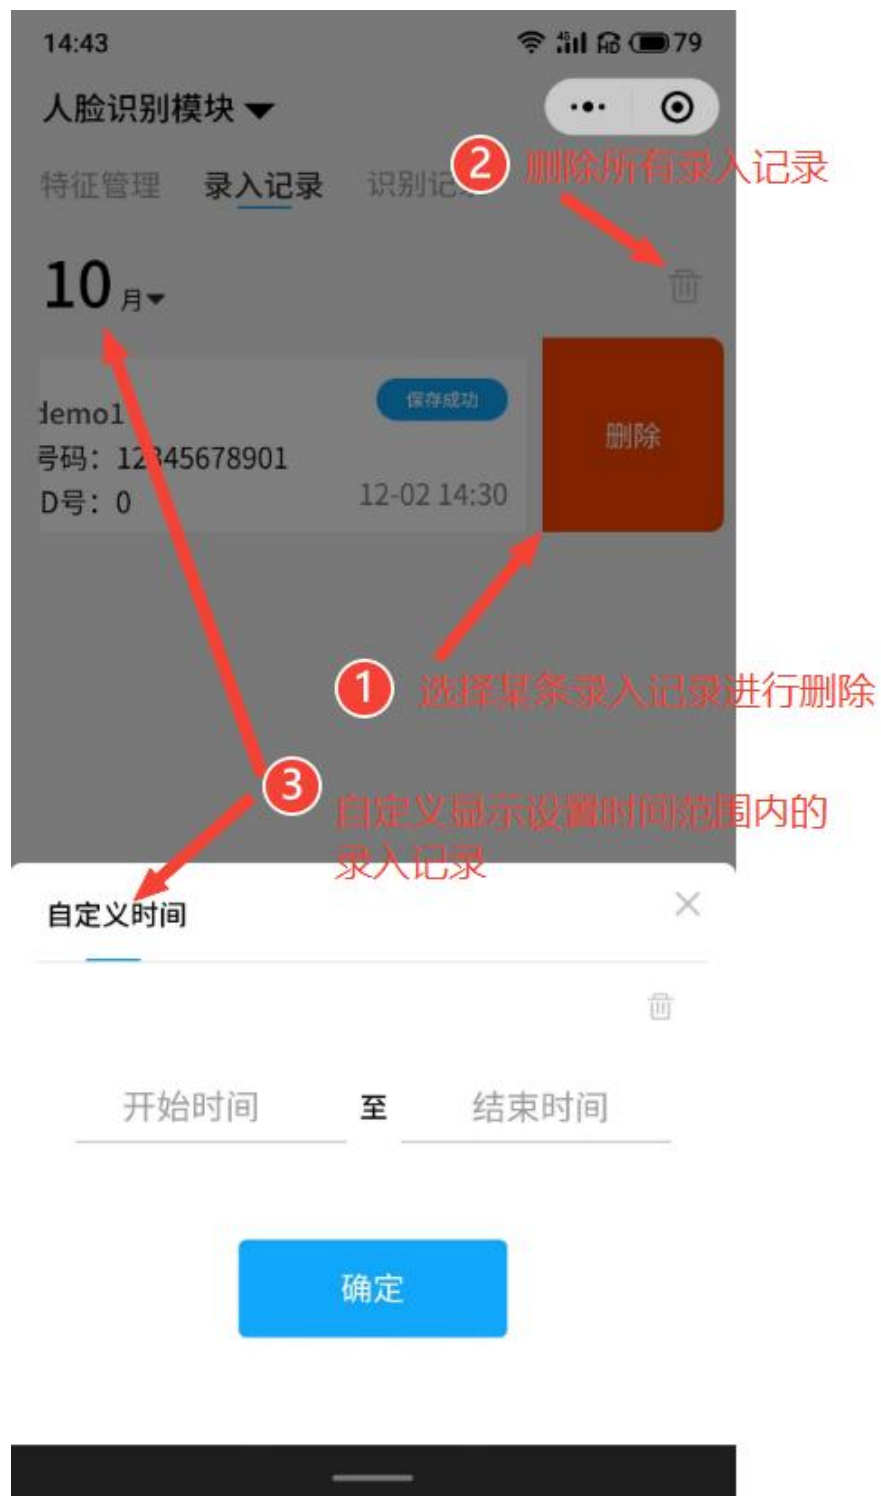 14:43
4G HD 79
人脸识别模块
特征管理 录入记录 识别记
2 删除所有录入记录
10 月
demo1
保存成功
号码：12345678901
D号：0
12-02 14:30
删除
1 选择某条录入记录进行删除
3 自定义显示设置时间范围内的
录入记录
自定义时间
开始时间 至 结束时间
确定